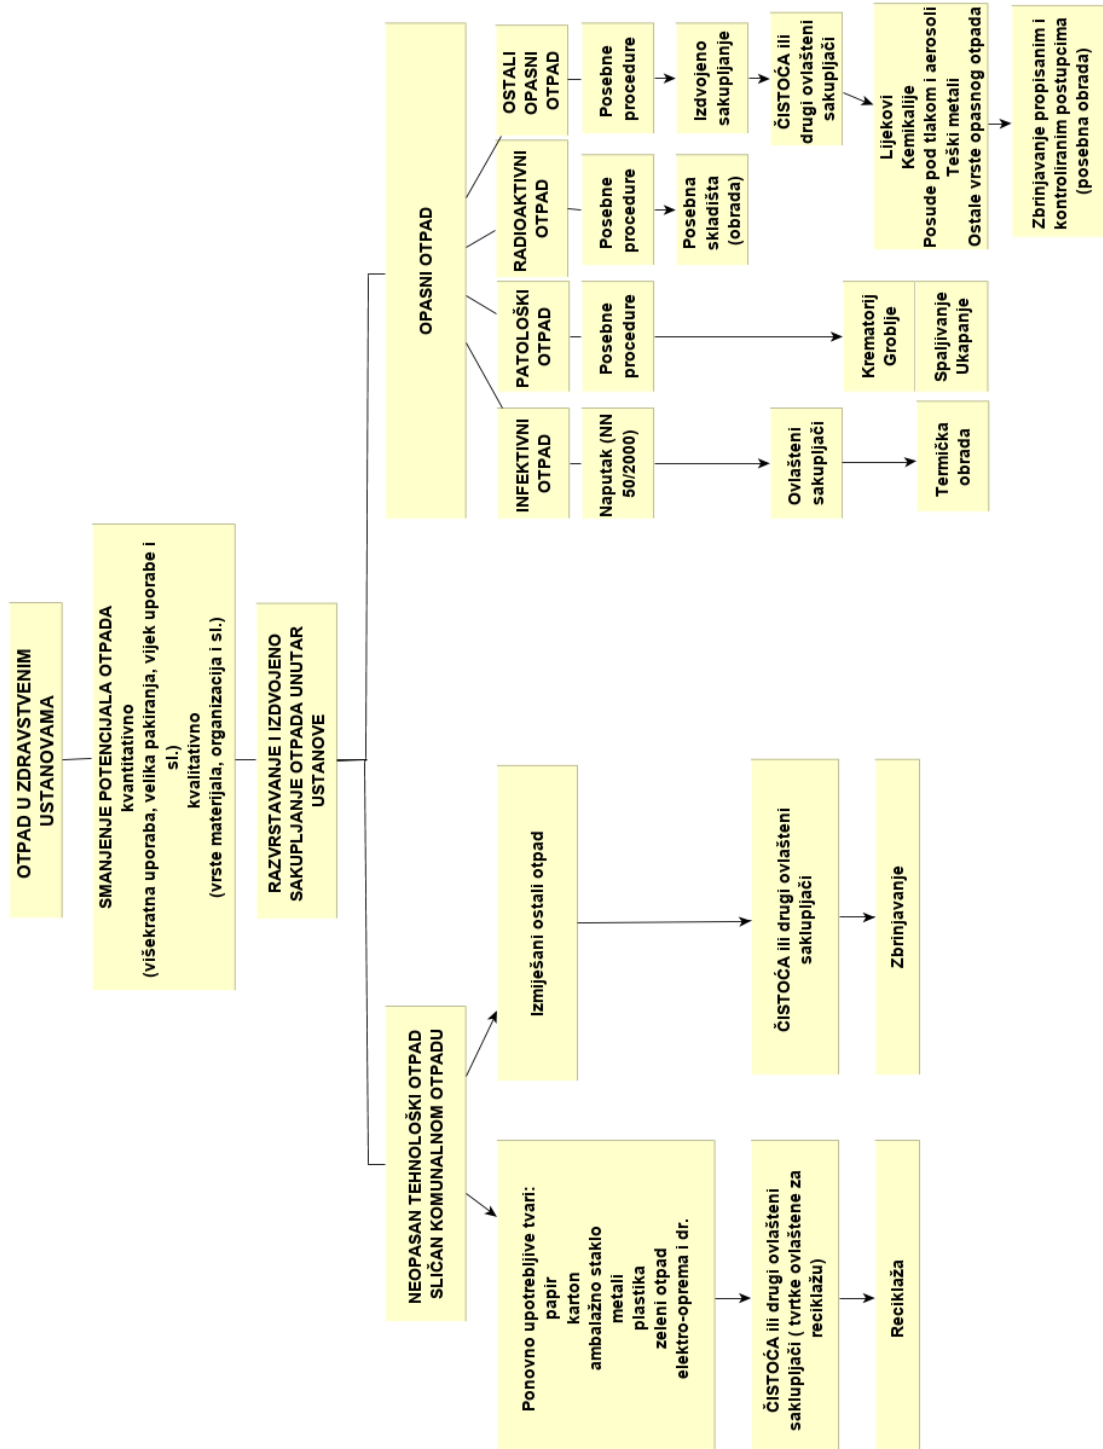 OTPAD U ZDRAVSTVENIM
USTANOVAMA
SMANJENJE POTENCIJALA OTPADA
kvantitativno
(višekratna uporaba, velika pakiranja, vijek uporabe i
sl.)
kvalitativno
(vrste materijala, organizacija i sl.)
RAZVRSTAVANJE I IZDVOJENO
SAKUPLJANJE OTPADA UNUTAR
USTANOVE
NEOPASAN TEHNOLOŠKI OTPAD
SLIČAN KOMUNALNOM OTPADU
Ponovno upotrebljive tvari:
papir
karton
ambalažno staklo
metali
plastika
zeleni otpad
elektro-oprema i dr.
ČISTOĆA ili drugi ovlašteni
saklupljači ( tvrtke ovlaštene za
reciklažu)
Reciklaža
Izmiješani ostali otpad
ČISTOĆA ili drugi ovlašteni
saklupljači
Zbrinjavanje
OPASNI OTPAD
INFEKTIVNI
OTPAD
Naputak (NN
50/2000)
Ovlašteni
sakupljači
Termička
obrada
PATOLOŠKI
OTPAD
Posebne
procedure
Krematorij
Groblje
Spaljivanje
Ukapanje
RADIOAKTIVNI
OTPAD
Posebne
procedure
Posebna
skladišta
(obrada)
OSTALI
OPASNI
OTPAD
Posebne
procedure
Izdvojeno
sakupljanje
ČISTOĆA ili
drugi ovlašteni
sakupljači
Lijekovi
Kemikalije
Posude pod tlakom i aerosoli
Teški metali
Ostale vrste opasnog otpada
Zbrinjavanje propisanim i
kontroliranim postupcima
(posebna obrada)